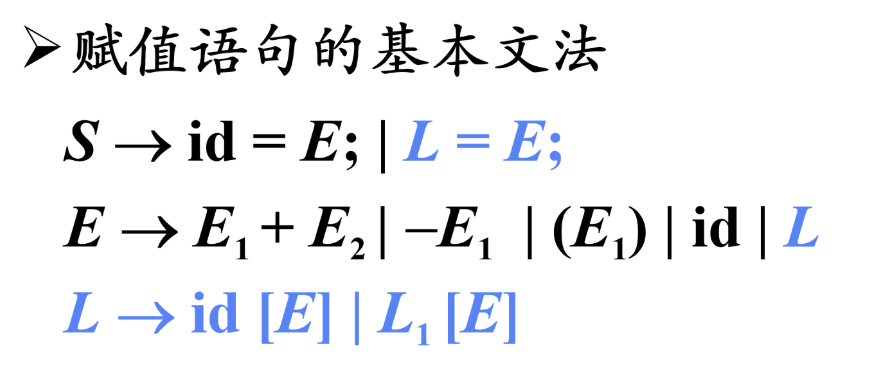 ➢赋值语句的基本文法
S → id = E; | L = E;
E → E₁ + E₂ | –E₁ | (E₁) | id | L
L → id [E] | L₁ [E]